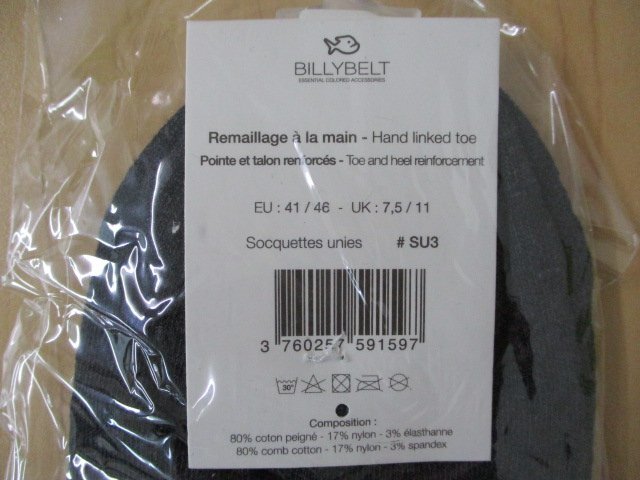 BILLYBELT
ESSENTIAL COLORED ACCESSORIES
Remaillage à la main - Hand linked toe
Pointe et talon renforcés - Toe and heel reinforcement
EU : 41 / 46 - UK : 7,5 / 11
Socquettes unies # SU3
3 760257 591597
30°
Composition :
80% coton peigné - 17% nylon - 3% élasthanne
80% comb cotton - 17% nylon - 3% spandex